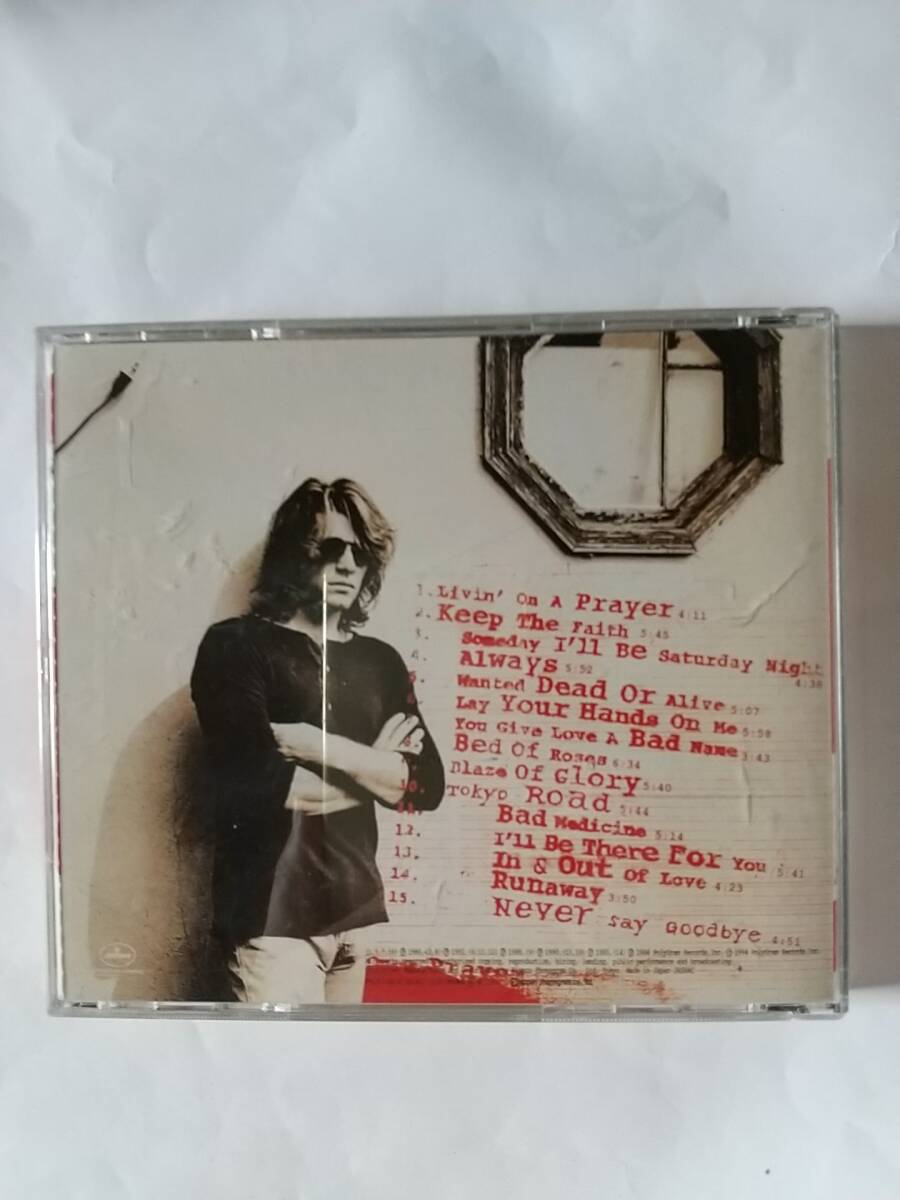 1. Livin' On A Prayer 4:11
2. Keep The Faith 5:45
3. Someday I'll Be Saturday Night 4:38
4. Always 5:52
5. Wanted Dead Or Alive 5:07
6. Lay Your Hands On Me 5:58
You Give Love A Bad Name 3:43
Bed Of Roses 6:34
Blaze Of Glory 5:40
10. Tokyo Road 5:44
11. Bad Medicine 5:14
12. I'll Be There For You 5:41
13. In & Out Of Love 4:23
14. Runaway 3:50
15. Never say Goodbye 4:51